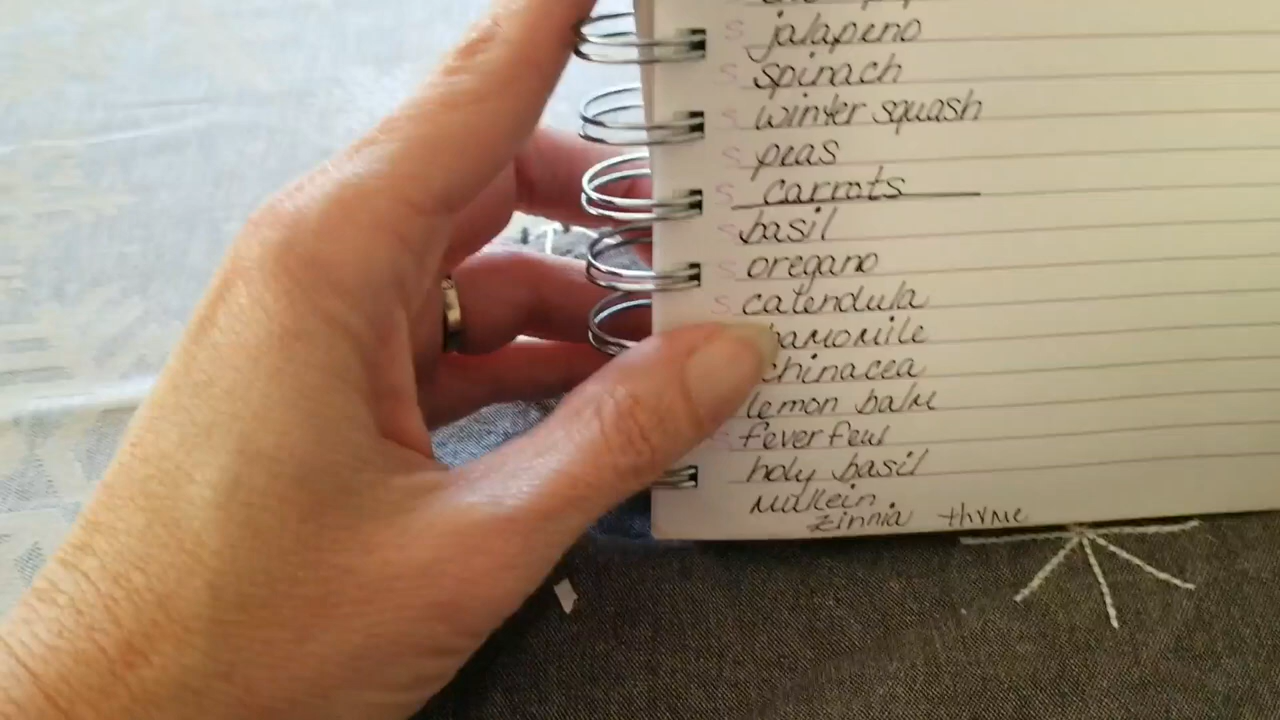 S jalapeno
S spinach
winter squash
S peas
S carrots
S basil
S oregano
S calendula
hamomile
chinacea
lemon balm
S feverfew
holy basil
Mullein
zinnia thyme